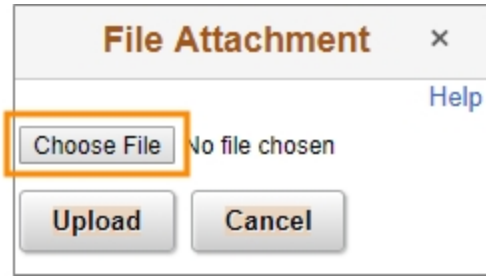 File Attachment ×
Help
Choose File No file chosen
Upload Cancel